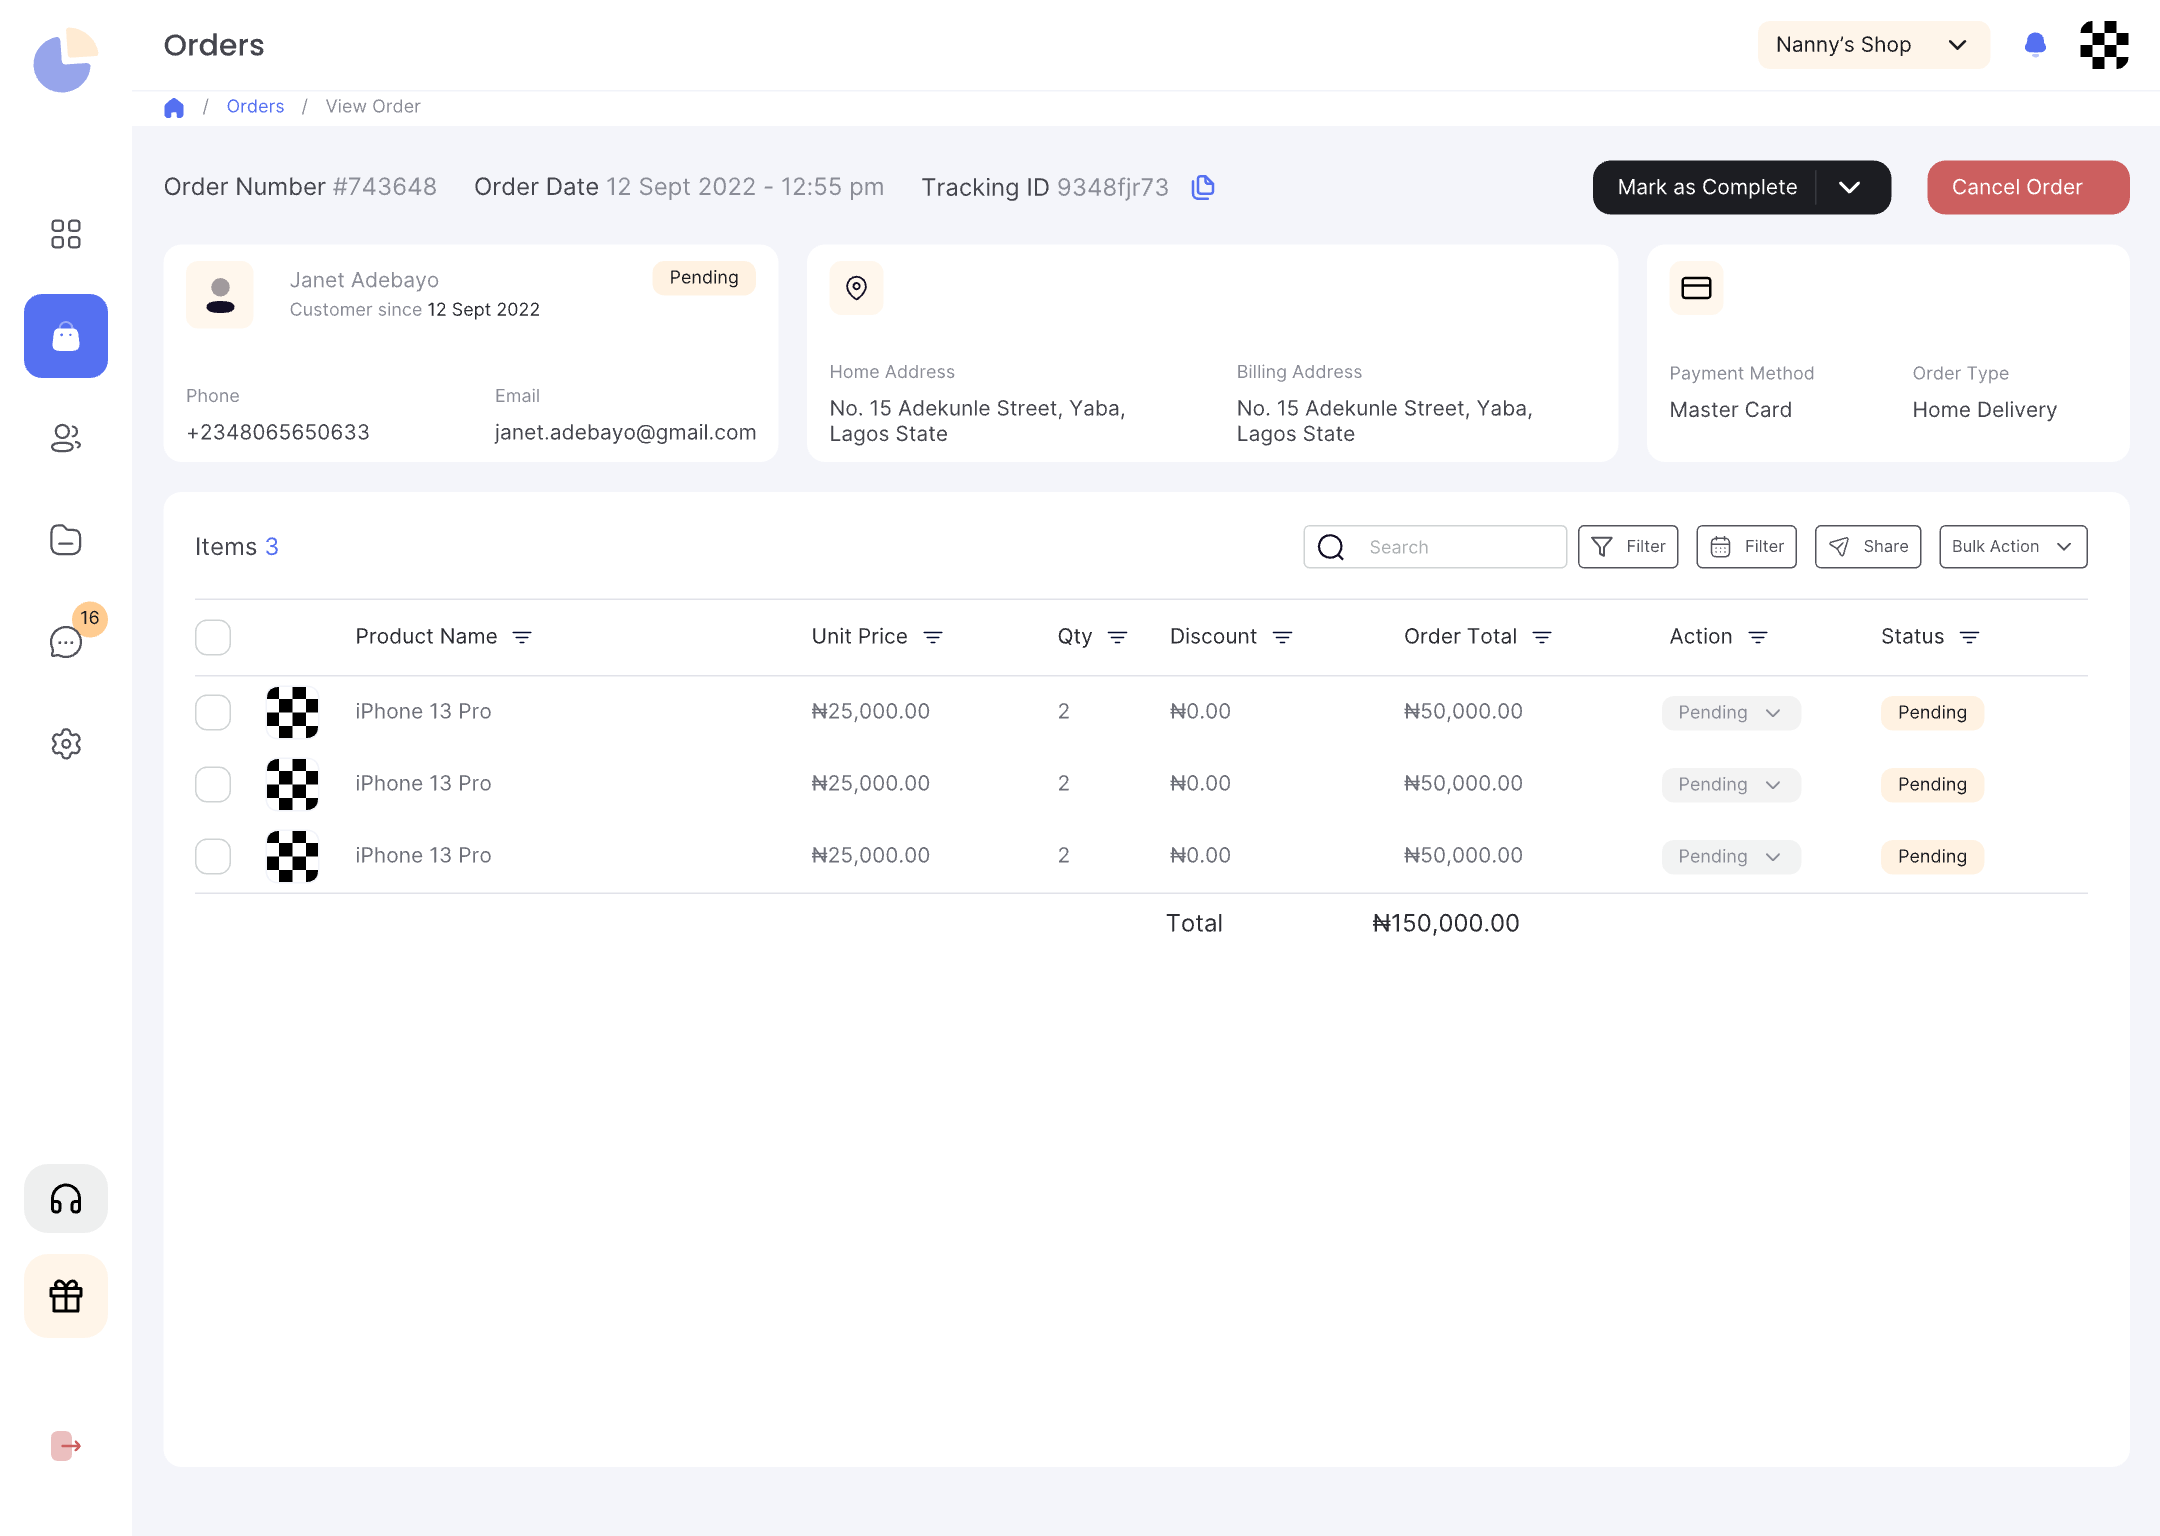 Orders
Nanny’s Shop
/ Orders / View Order
Order Number #743648 Order Date 12 Sept 2022 - 12:55 pm Tracking ID 9348fjr73
Mark as Complete
Cancel Order
Janet Adebayo
Customer since 12 Sept 2022
Pending
Phone
+2348065650633
Email
janet.adebayo@gmail.com
Home Address
No. 15 Adekunle Street, Yaba,
Lagos State
Billing Address
No. 15 Adekunle Street, Yaba,
Lagos State
Payment Method
Master Card
Order Type
Home Delivery
16
Items 3
Search
Filter
Filter
Share
Bulk Action
Product Name Unit Price Qty Discount Order Total Action Status
iPhone 13 Pro ₦25,000.00 2 ₦0.00 ₦50,000.00 Pending Pending
iPhone 13 Pro ₦25,000.00 2 ₦0.00 ₦50,000.00 Pending Pending
iPhone 13 Pro ₦25,000.00 2 ₦0.00 ₦50,000.00 Pending Pending
Total ₦150,000.00